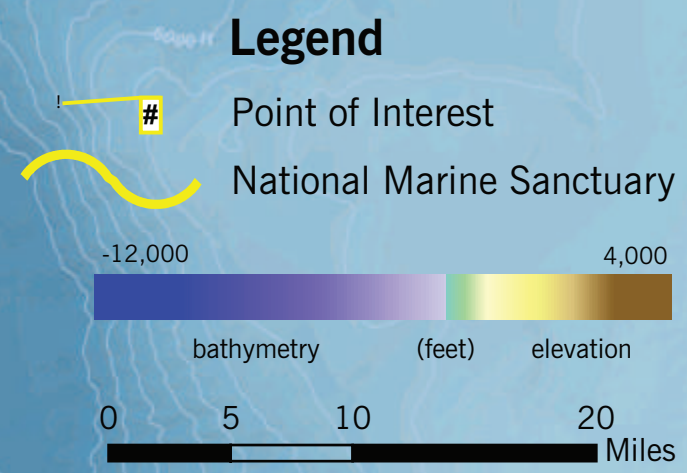 Legend
!
#
Point of Interest
National Marine Sanctuary
-12,000 4,000
bathymetry (feet) elevation
0 5 10 20
Miles